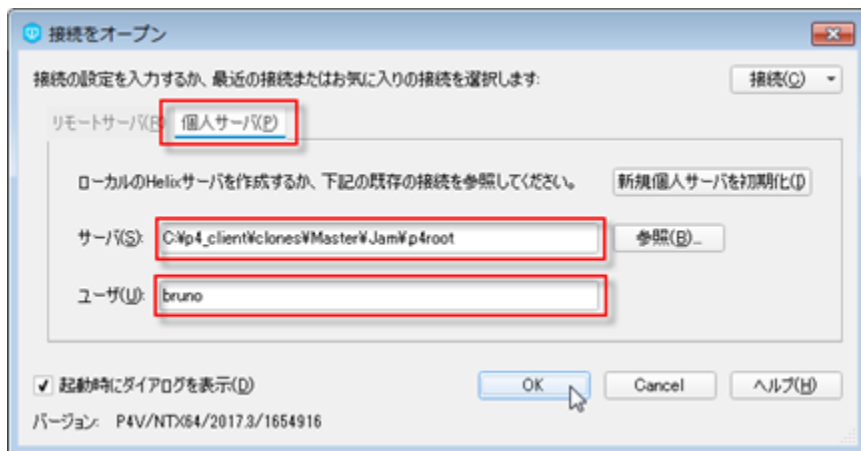 接続をオープン
接続の設定を入力するか、最近の接続またはお気に入りの接続を選択します:
接続(C)
リモートサーバ(R) 個人サーバ(P)
ローカルのHelixサーバを作成するか、下記の既存の接続を参照してください。
新規個人サーバを初期化(I)
サーバ(S): C:¥p4_client¥clones¥Master¥Jam¥p4root 参照(B)...
ユーザ(U): bruno
起動時にダイアログを表示(D) OK Cancel ヘルプ(H)
バージョン: P4V/NTX64/2017.3/1654916